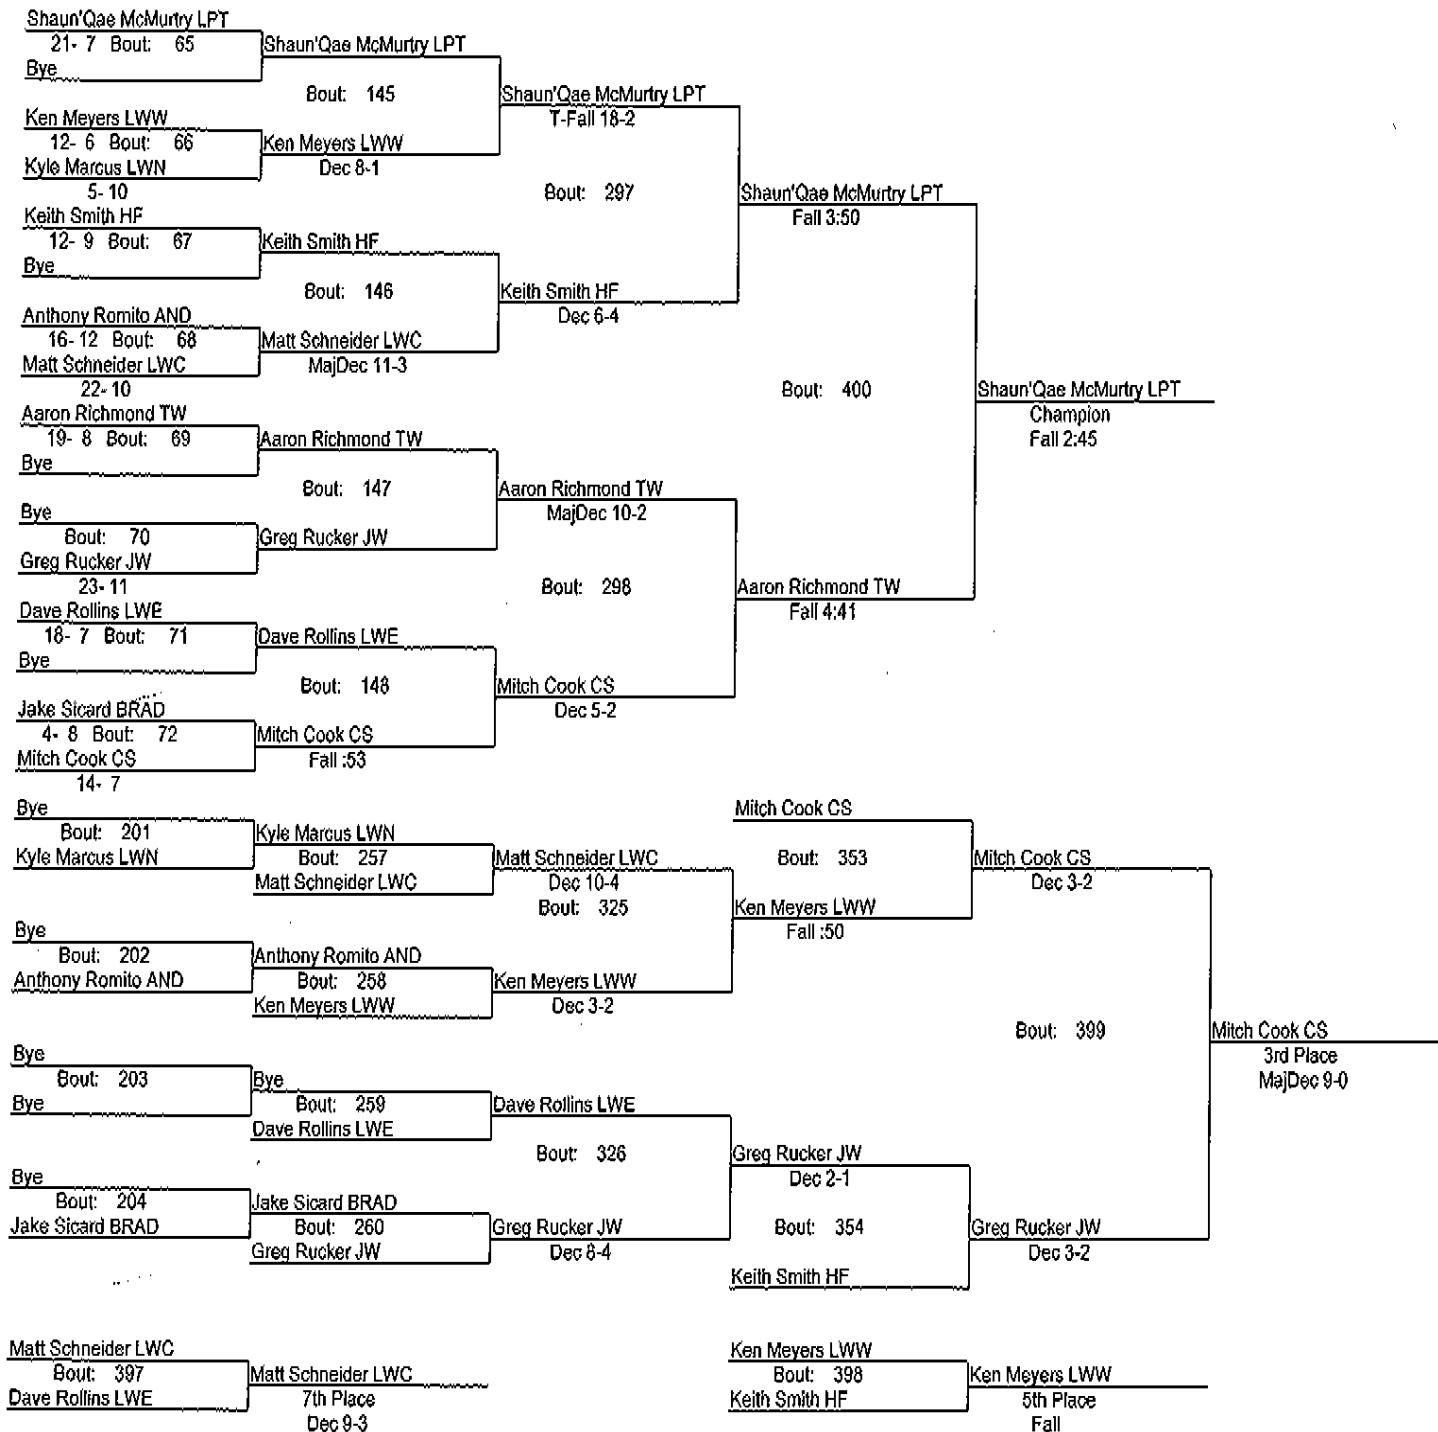 Shaun'Qae McMurtry LPT
21- 7 Bout: 65
Bye
Shaun'Qae McMurtry LPT
Bout: 145
Ken Meyers LWW
12- 6 Bout: 66
Kyle Marcus LWN
5- 10
Ken Meyers LWW
Dec 8-1
Shaun'Qae McMurtry LPT
T-Fall 18-2
Bout: 297
Keith Smith HF
12- 9 Bout: 67
Bye
Keith Smith HF
Bout: 146
Anthony Romito AND
16- 12 Bout: 68
Matt Schneider LWC
22- 10
Matt Schneider LWC
MajDec 11-3
Keith Smith HF
Dec 6-4
Shaun'Qae McMurtry LPT
Fall 3:50
Bout: 400
Shaun'Qae McMurtry LPT
Champion
Fall 2:45
Aaron Richmond TW
19- 8 Bout: 69
Bye
Aaron Richmond TW
Bout: 147
Bye
Bout: 70
Greg Rucker JW
23- 11
Greg Rucker JW
Aaron Richmond TW
MajDec 10-2
Bout: 298
Dave Rollins LWE
18- 7 Bout: 71
Bye
Dave Rollins LWE
Bout: 148
Jake Sicard BRAD
4- 8 Bout: 72
Mitch Cook CS
14- 7
Mitch Cook CS
Fall :53
Mitch Cook CS
Dec 5-2
Aaron Richmond TW
Fall 4:41
Bye
Bout: 201
Kyle Marcus LWN
Kyle Marcus LWN
Bout: 257
Matt Schneider LWC
Matt Schneider LWC
Dec 10-4
Bout: 325
Bye
Bout: 202
Anthony Romito AND
Anthony Romito AND
Bout: 258
Ken Meyers LWW
Ken Meyers LWW
Dec 3-2
Mitch Cook CS
Bout: 353
Ken Meyers LWW
Fall :50
Mitch Cook CS
Dec 3-2
Bout: 399
Mitch Cook CS
3rd Place
MajDec 9-0
Bye
Bout: 203
Bye
Bye
Bout: 259
Dave Rollins LWE
Dave Rollins LWE
Bout: 326
Bye
Bout: 204
Jake Sicard BRAD
Jake Sicard BRAD
Bout: 260
Greg Rucker JW
Greg Rucker JW
Dec 8-4
Greg Rucker JW
Dec 2-1
Bout: 354
Keith Smith HF
Greg Rucker JW
Dec 3-2
Matt Schneider LWC
Bout: 397
Dave Rollins LWE
Matt Schneider LWC
7th Place
Dec 9-3
Ken Meyers LWW
Bout: 398
Keith Smith HF
Ken Meyers LWW
5th Place
Fall